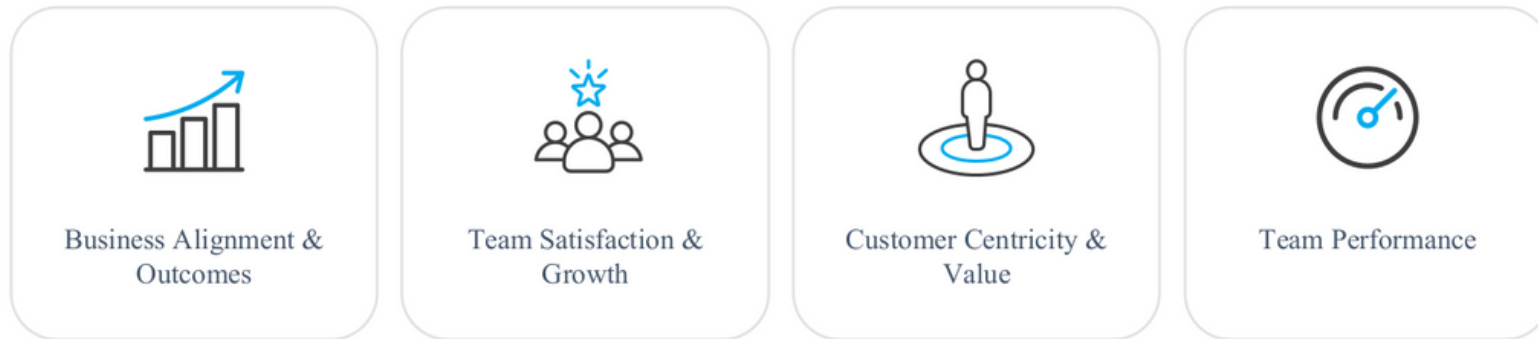 Business Alignment &
Outcomes
Team Satisfaction &
Growth
Customer Centricity &
Value
Team Performance